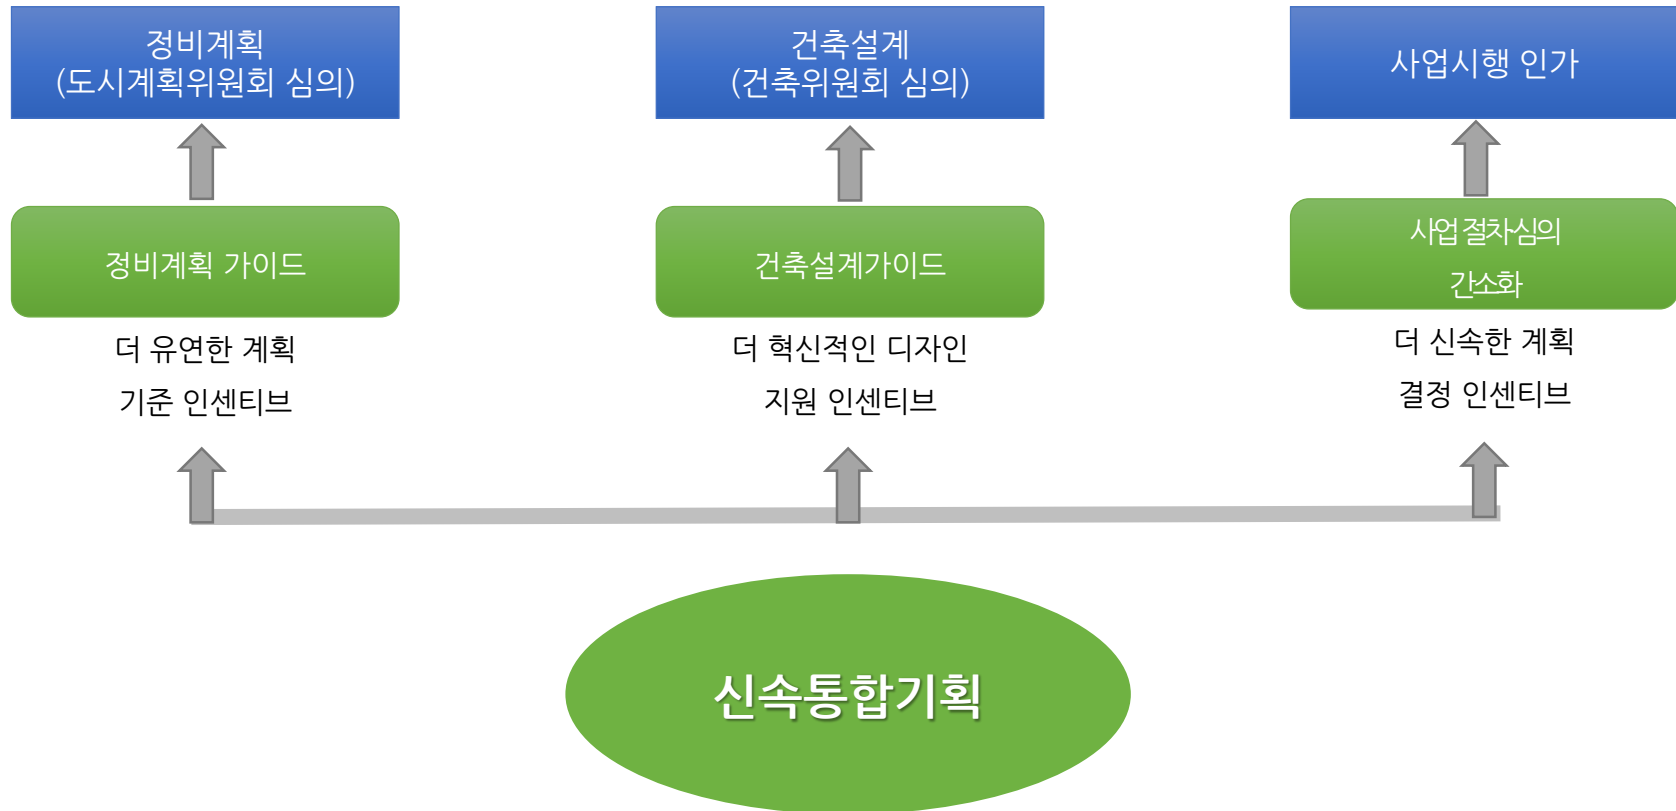 정비계획
(도시계획위원회 심의)
건축설계
(건축위원회 심의)
사업시행 인가
정비계획 가이드
건축설계가이드
사업 절차·심의
간소화
더 유연한 계획
기준 인센티브
더 혁신적인 디자인
지원 인센티브
더 신속한 계획
결정 인센티브
신속통합기획